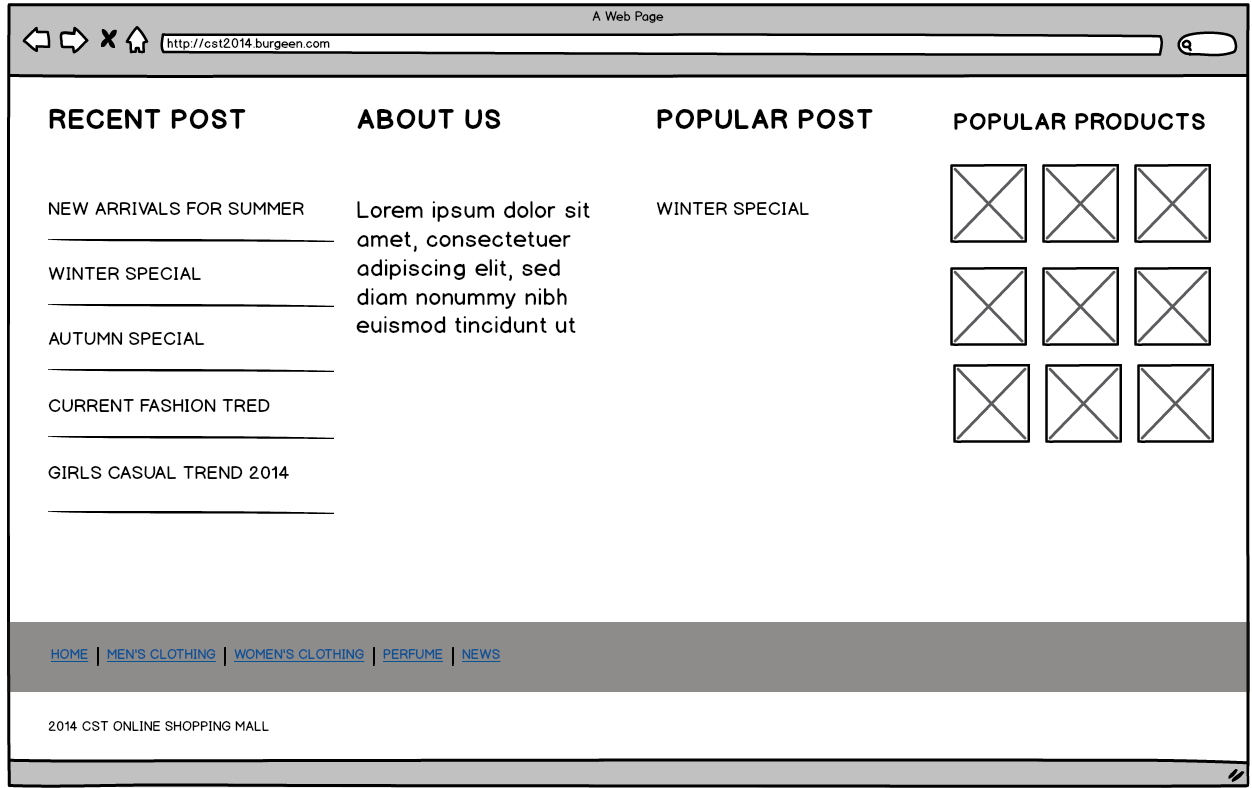 A Web Page
http://cst2014.burgeen.com
RECENT POST
NEW ARRIVALS FOR SUMMER
WINTER SPECIAL
AUTUMN SPECIAL
CURRENT FASHION TRED
GIRLS CASUAL TREND 2014
ABOUT US
Lorem ipsum dolor sit
amet, consectetuer
adipiscing elit, sed
diam nonummy nibh
euismod tincidunt ut
POPULAR POST
WINTER SPECIAL
POPULAR PRODUCTS
HOME | MEN'S CLOTHING | WOMEN'S CLOTHING | PERFUME | NEWS
2014 CST ONLINE SHOPPING MALL